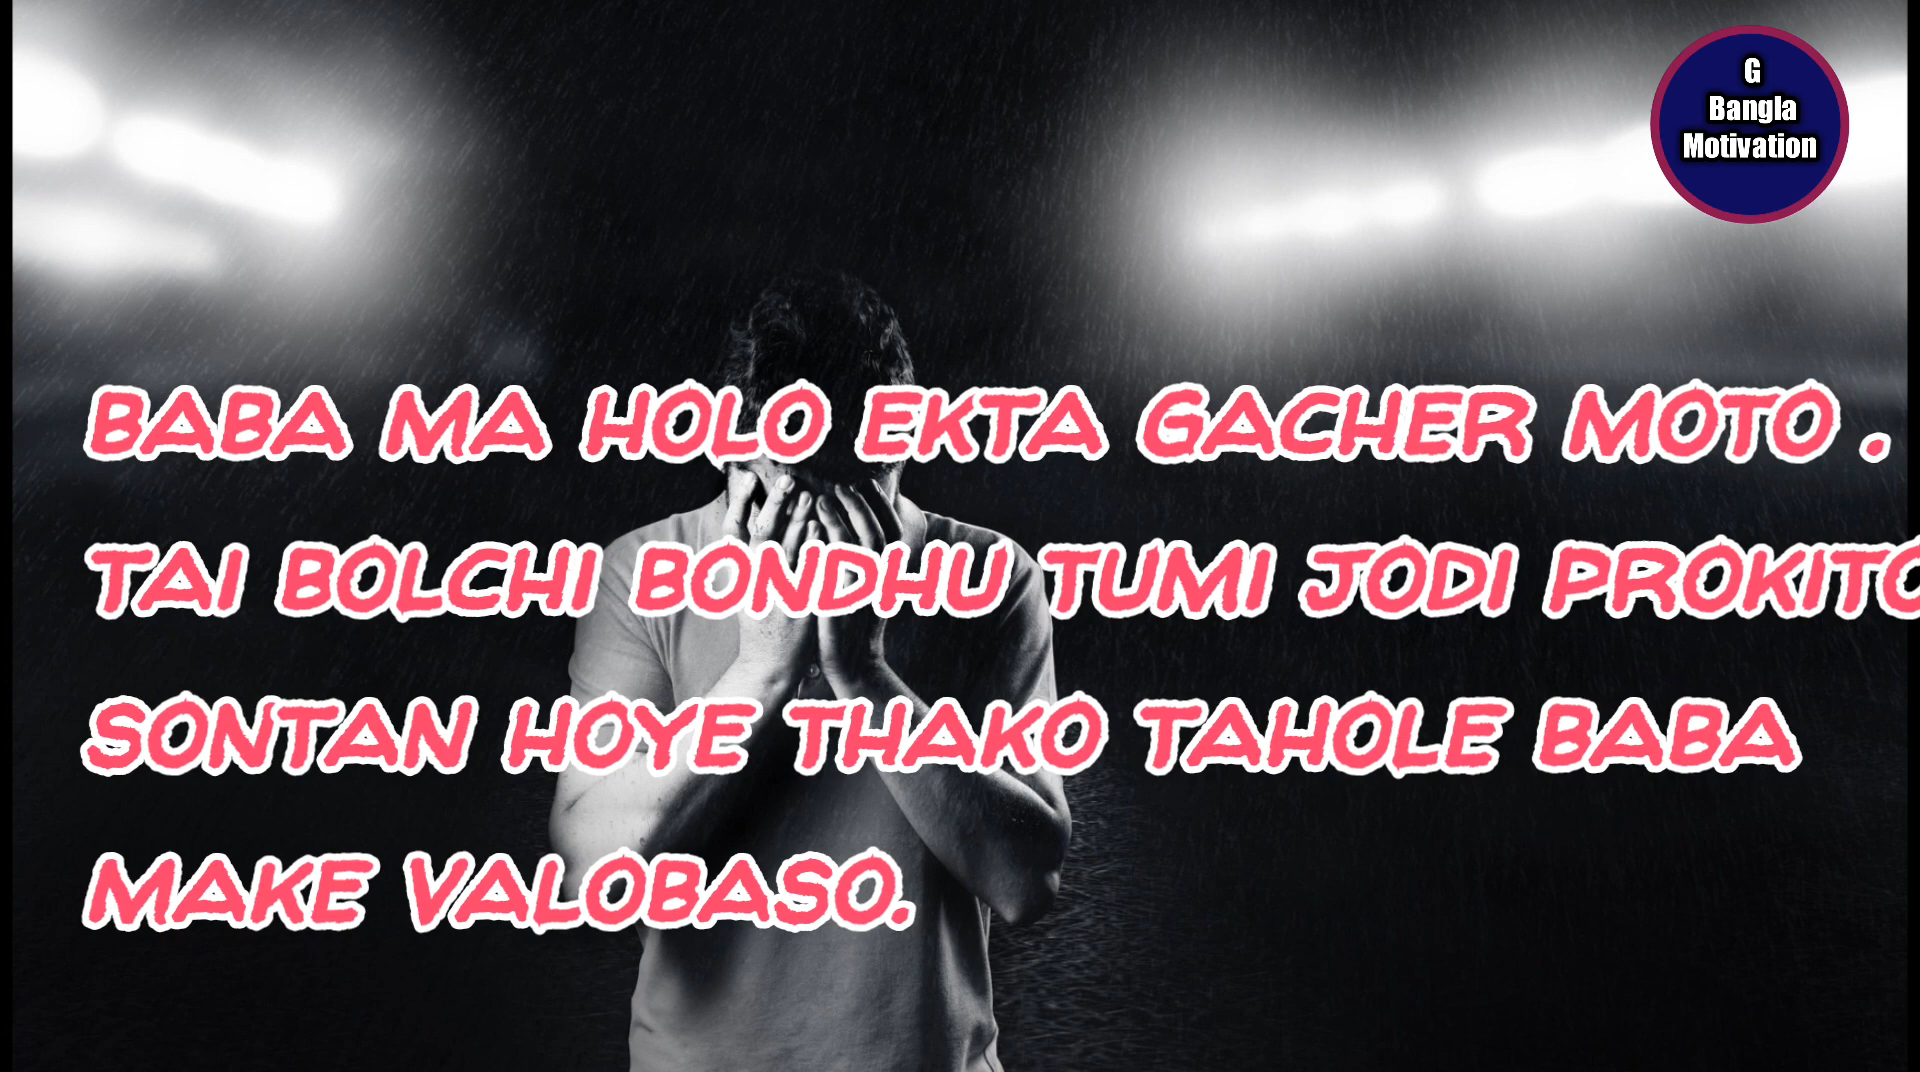 G
Bangla
Motivation
BABA MA HOLO EKTA GACHER MOTO .
TAI BOLCHI BONDHU TUMI JODI PROKITO
SONTAN HOYE THAKO TAHOLE BABA
MAKE VALOBASO.